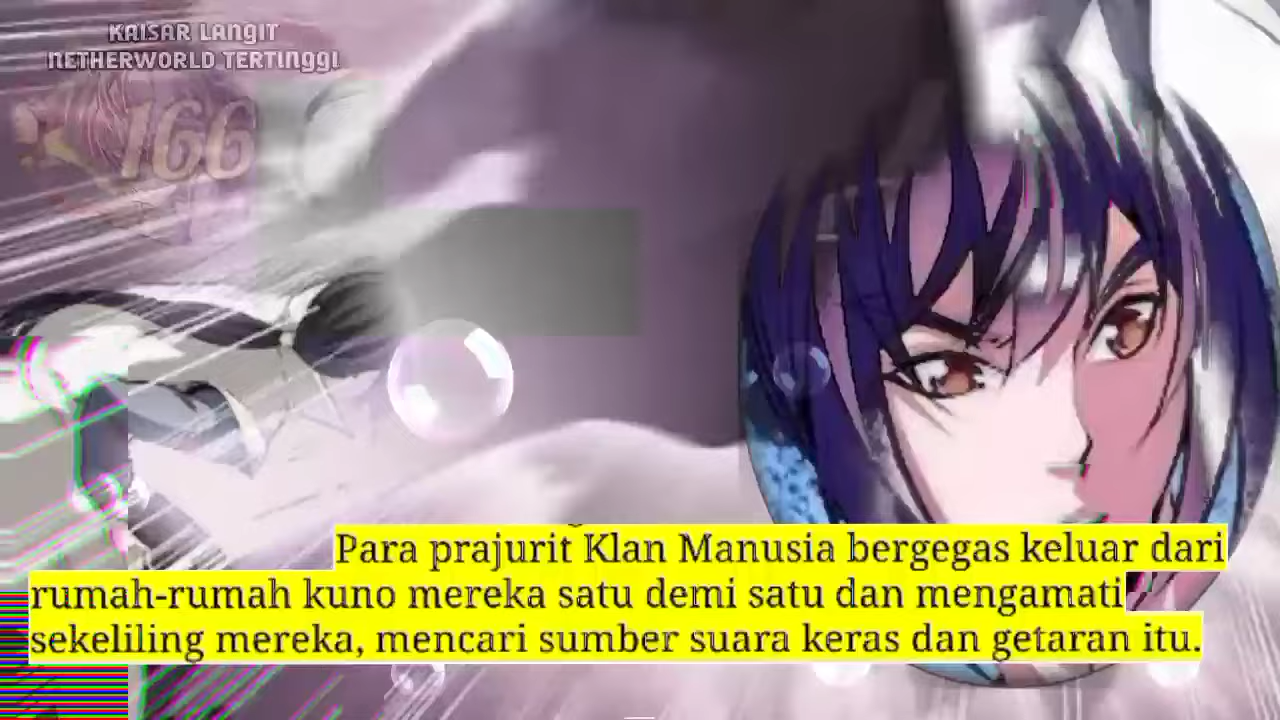 KAISAR LANGIT
NETHERWORLD TERTINGGI
166
Para prajurit Klan Manusia bergegas keluar dari
rumah-rumah kuno mereka satu demi satu dan mengamati
sekeliling mereka, mencari sumber suara keras dan getaran itu.